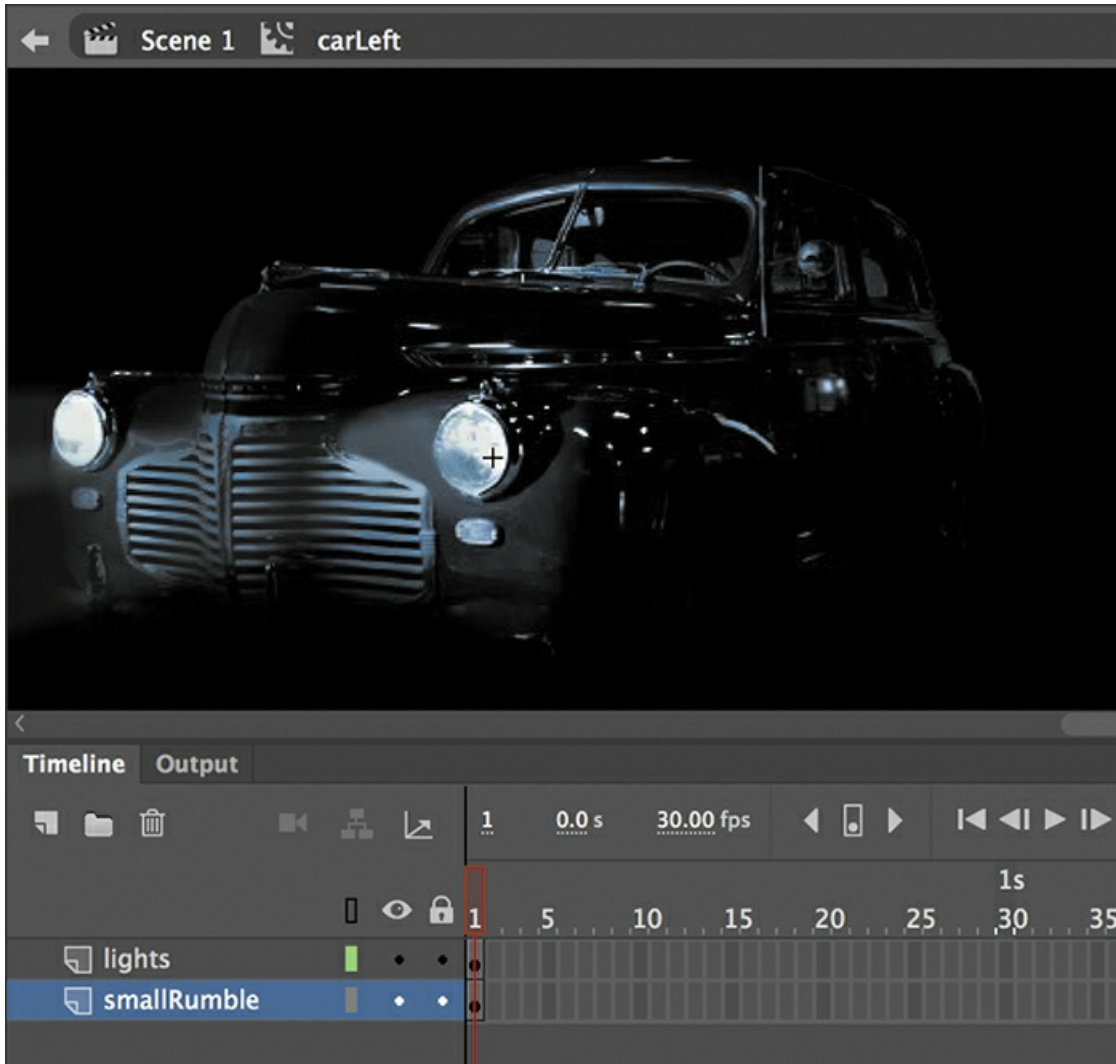 Scene 1 carLeft
Timeline Output
1 0.0 s 30.00 fps
1s
1 5 10 15 20 25 30 35
lights
smallRumble